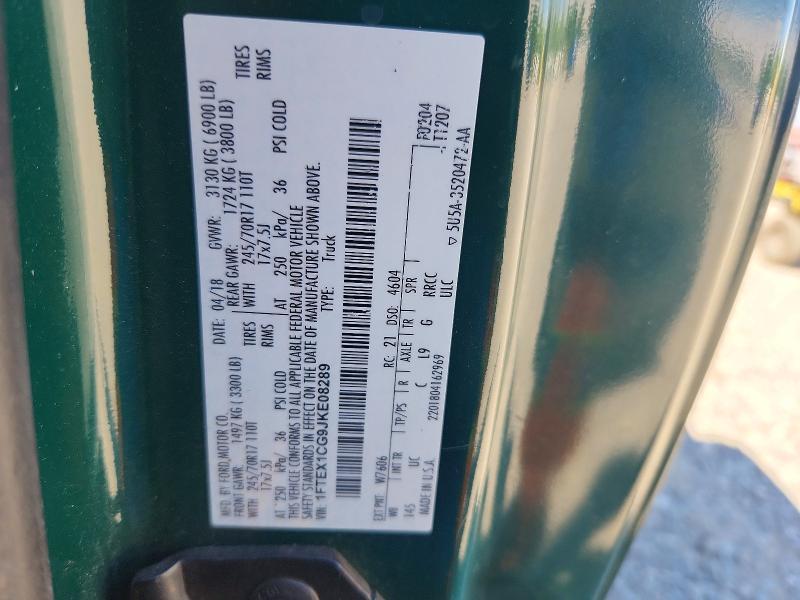 MFD. BY FORD MOTOR CO.
DATE: 04/18 GVWR: 3130 KG ( 6900 LB)
FRONT GAWR: 1497 KG ( 3300 LB) REAR GAWR: 1724 KG ( 3800 LB)
WITH 245/70R17 110T TIRES WITH 245/70R17 110T TIRES
17x7.5J RIMS 17x7.5J RIMS
AT 250 kPa/ 36 PSI COLD AT 250 kPa/ 36 PSI COLD
THIS VEHICLE CONFORMS TO ALL APPLICABLE FEDERAL MOTOR VEHICLE
SAFETY STANDARDS IN EFFECT ON THE DATE OF MANUFACTURE SHOWN ABOVE.
VIN: 1FTEX1CG9JKE08289 TYPE: Truck
EXT PNT: W7606 RC: 21 DSO: 4604 F0204
WB INT TR TP/PS R AXLE TR SPR T1207
145 UC C L9 G RRCC
MADE IN U.S.A. 2201804162969 ULC ▽ 5U5A-3520472-AA